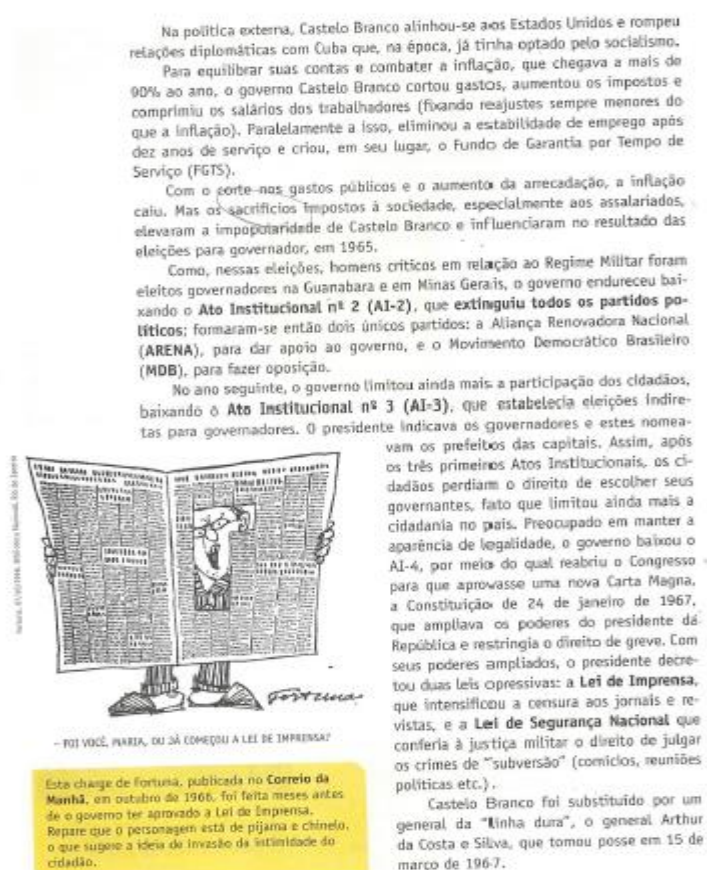 Na política externa, Castelo Branco alinhou-se aos Estados Unidos e rompeu
relações diplomáticas com Cuba que, na época, já tinha optado pelo socialismo.
Para equilibrar suas contas e combater a inflação, que chegava a mais de
90% ao ano, o governo Castelo Branco cortou gastos, aumentou os impostos e
comprimiu os salários dos trabalhadores (fixando reajustes sempre menores do
que a inflação). Paralelamente a isso, eliminou a estabilidade de emprego após
dez anos de serviço e criou, em seu lugar, o Fundo de Garantia por Tempo de
Serviço (FGTS).
Com o corte nos gastos públicos e o aumento da arrecadação, a inflação
caiu. Mas os sacrifícios impostos à sociedade, especialmente aos assalariados,
elevaram a impopularidade de Castelo Branco e influenciaram no resultado das
eleições para governador, em 1965.
Como, nessas eleições, homens críticos em relação ao Regime Militar foram
eleitos governadores na Guanabara e em Minas Gerais, o governo endureceu bai-
xando o Ato Institucional nº 2 (AI-2), que extinguiu todos os partidos po-
líticos; formaram-se então dois únicos partidos: a Aliança Renovadora Nacional
(ARENA), para dar apoio ao governo, e o Movimento Democrático Brasileiro
(MDB), para fazer oposição.
No ano seguinte, o governo limitou ainda mais a participação dos cidadãos,
baixando o Ato Institucional nº 3 (AI-3), que estabelecia eleições indire-
tas para governadores. O presidente indicava os governadores e estes nomea-
vam os prefeitos das capitais. Assim, após
os três primeiros Atos Institucionais, os ci-
dadãos perdiam o direito de escolher seus
governantes, fato que limitou ainda mais a
cidadania no país. Preocupado em manter a
aparência de legalidade, o governo baixou o
AI-4, por meio do qual reabriu o Congresso
para que aprovasse uma nova Carta Magna,
a Constituição de 24 de janeiro de 1967,
que ampliava os poderes do presidente da
República e restringia o direito de greve. Com
seus poderes ampliados, o presidente decre-
tou duas leis opressivas: a Lei de Imprensa,
que intensificou a censura aos jornais e re-
vistas, e a Lei de Segurança Nacional que
conferia à justiça militar o direito de julgar
os crimes de "subversão" (comícios, reuniões
políticas etc.).
Castelo Branco foi substituído por um
general da "linha dura", o general Arthur
da Costa e Silva, que tomou posse em 15 de
março de 1967.
Fortuna
– FOI VOCÊ, MARIA, OU JÁ COMEÇOU A LEI DE IMPRENSA?
Esta charge de Fortuna, publicada no Correio da
Manhã, em outubro de 1966, foi feita meses antes
de o governo ter aprovado a Lei de Imprensa.
Repare que o personagem está de pijama e chinelo,
o que sugere a ideia de invasão da intimidade do
cidadão.